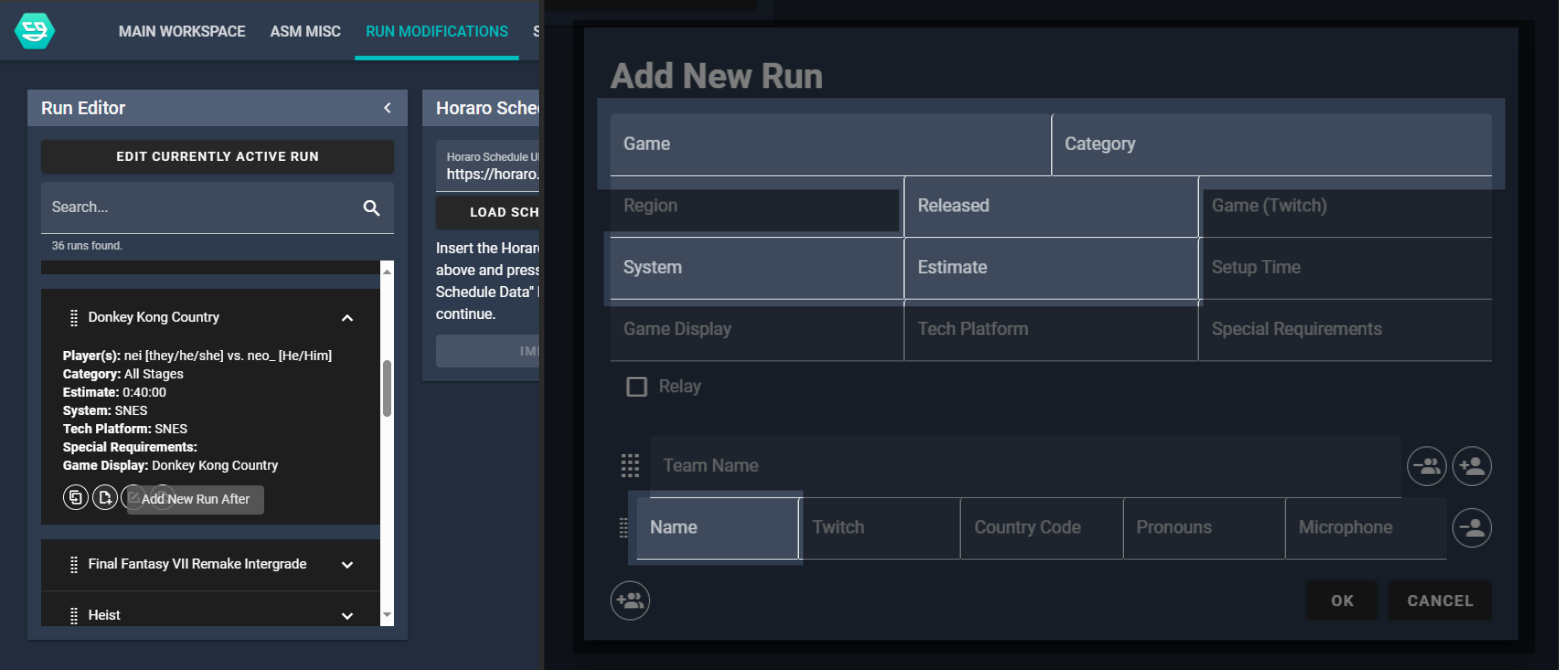 MAIN WORKSPACE ASM MISC RUN MODIFICATIONS S
Run Editor
EDIT CURRENTLY ACTIVE RUN
Search...
36 runs found.
Donkey Kong Country
Player(s): nei [they/he/she] vs. neo_ [He/Him]
Category: All Stages
Estimate: 0:40:00
System: SNES
Tech Platform: SNES
Special Requirements:
Game Display: Donkey Kong Country
Add New Run After
Final Fantasy VII Remake Intergrade
Heist
Horaro Sche
Horaro Schedule U
https://horaro.
LOAD SCH
Insert the Horar
above and press
Schedule Data"
continue.
IM
Add New Run
Game Category
Region Released Game (Twitch)
System Estimate Setup Time
Game Display Tech Platform Special Requirements
Relay
Team Name
Name Twitch Country Code Pronouns Microphone
OK CANCEL